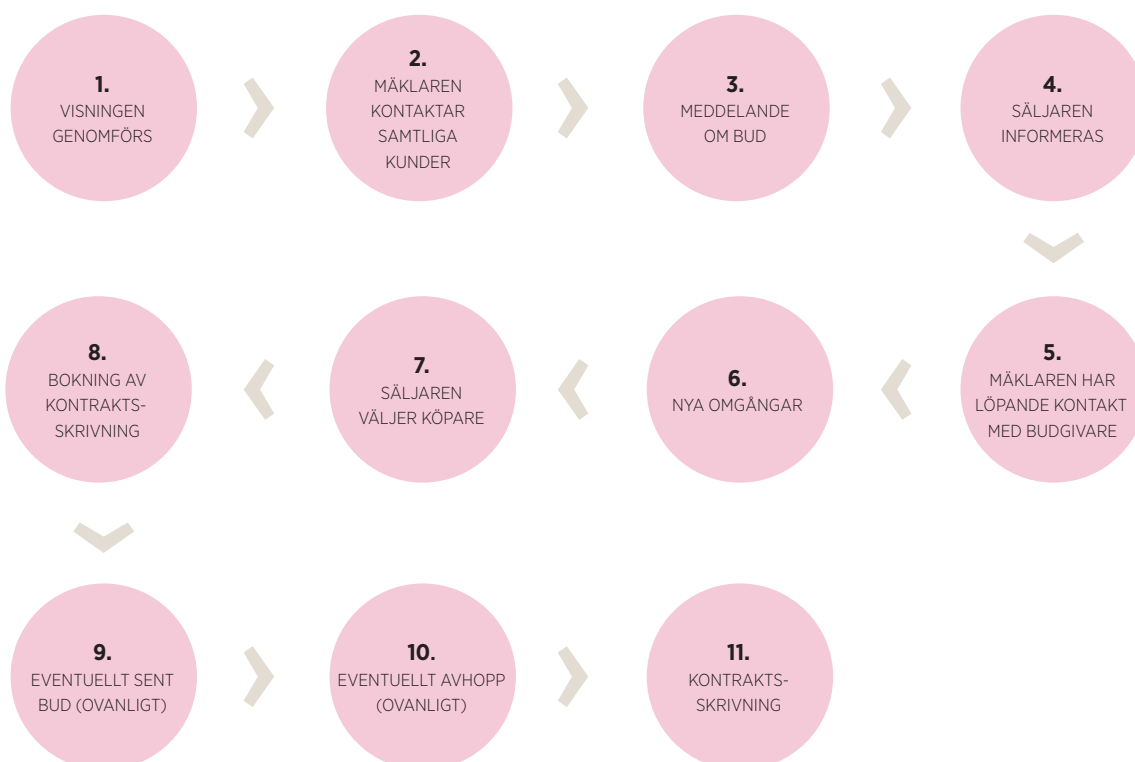 1.
VISNINGEN
GENOMFÖRS
2.
MÄKLAREN
KONTAKTAR
SAMTLIGA
KUNDER
3.
MEDDELANDE
OM BUD
4.
SÄLJAREN
INFORMERAS
5.
MÄKLAREN HAR
LÖPANDE KONTAKT
MED BUDGIVARE
6.
NYA OMGÅNGAR
7.
SÄLJAREN
VÄLJER KÖPARE
8.
BOKNING AV
KONTRAKTS-
SKRIVNING
9.
EVENTUELLT SENT
BUD (OVANLIGT)
10.
EVENTUELLT AVHOPP
(OVANLIGT)
11.
KONTRAKTS-
SKRIVNING